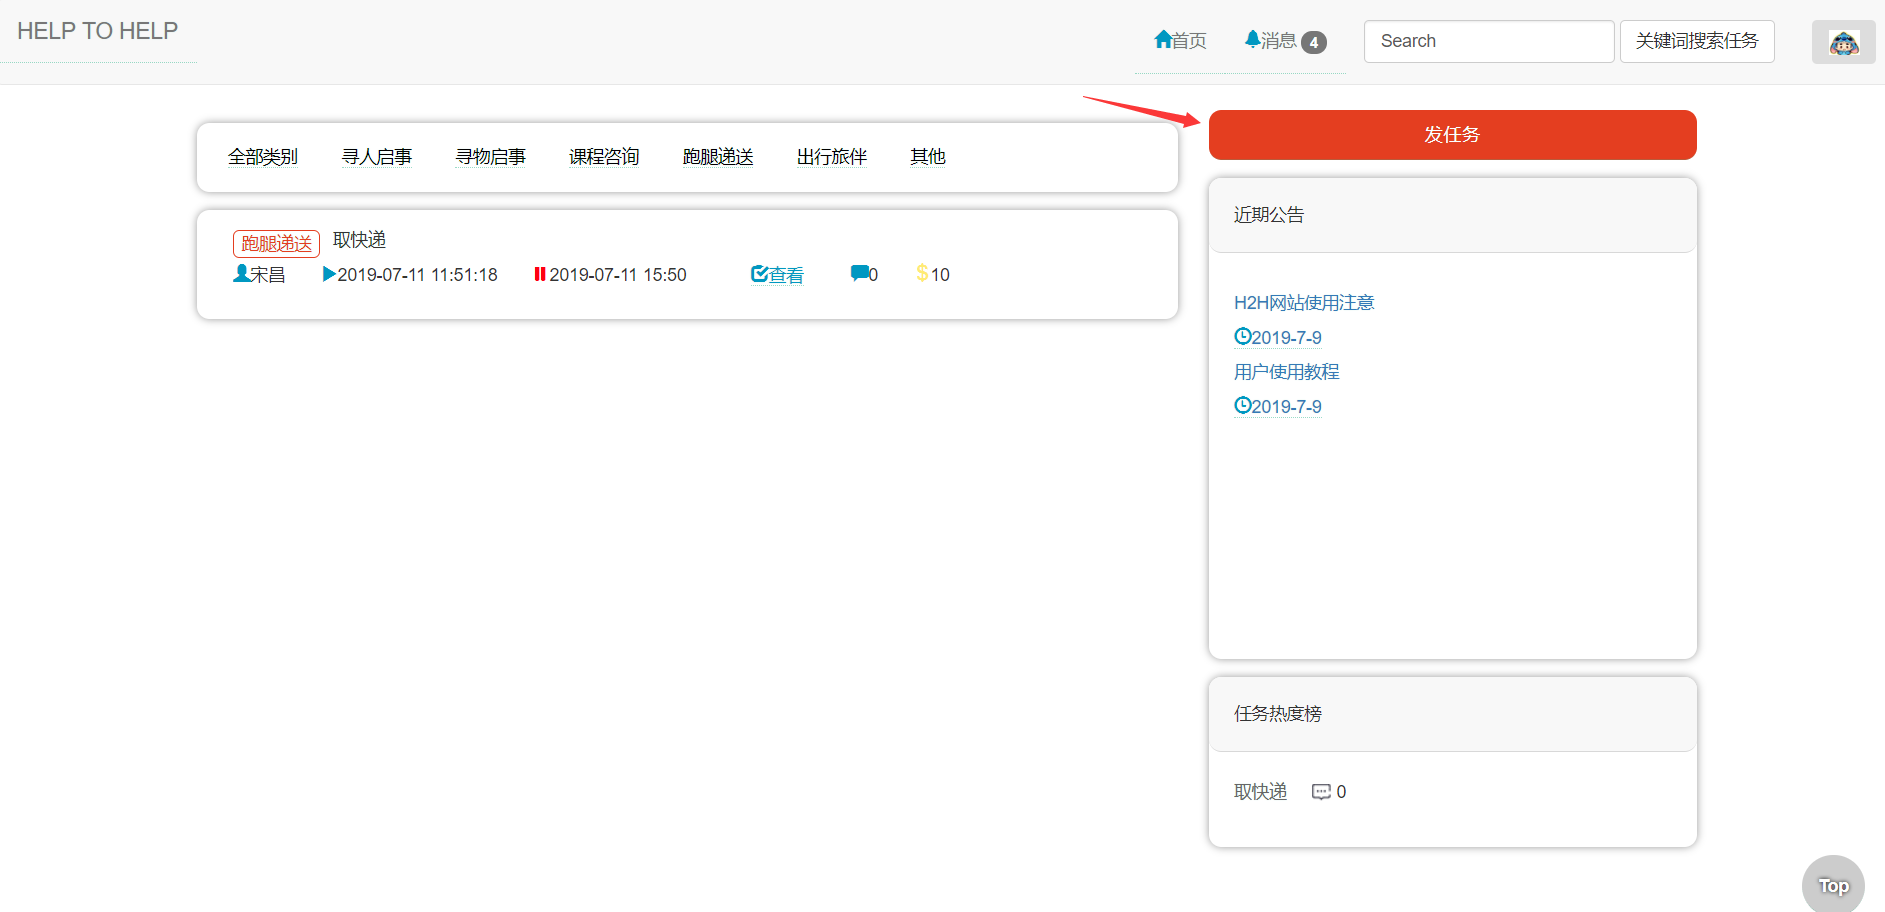 HELP TO HELP
首页 消息 4 Search 关键词搜索任务
发任务
全部类别 寻人启事 寻物启事 课程咨询 跑腿递送 出行旅伴 其他
跑腿递送 取快递
宋昌 2019-07-11 11:51:18 2019-07-11 15:50 查看 0 $10
近期公告
H2H网站使用注意
2019-7-9
用户使用教程
2019-7-9
任务热度榜
取快递 0
Top